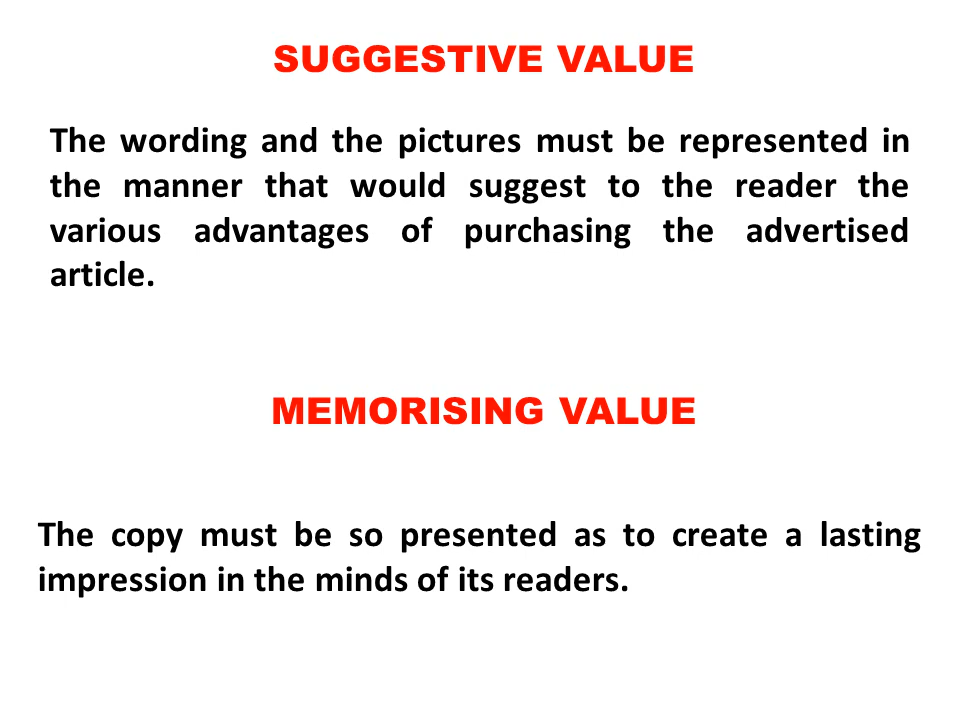 SUGGESTIVE VALUE
The wording and the pictures must be represented in
the manner that would suggest to the reader the
various advantages of purchasing the advertised
article.
MEMORISING VALUE
The copy must be so presented as to create a lasting
impression in the minds of its readers.